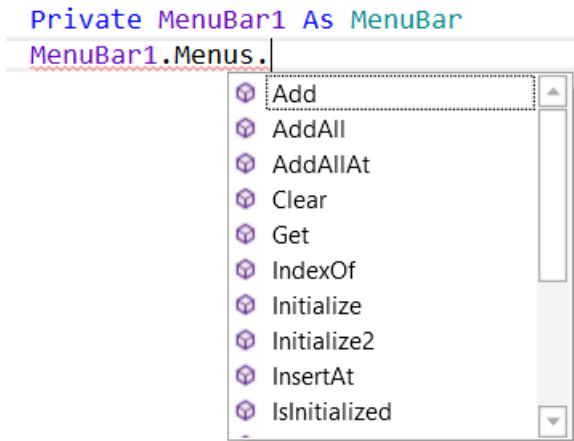 Private MenuBar1 As MenuBar
MenuBar1.Menus.
Add
AddAll
AddAllAt
Clear
Get
IndexOf
Initialize
Initialize2
InsertAt
IsInitialized